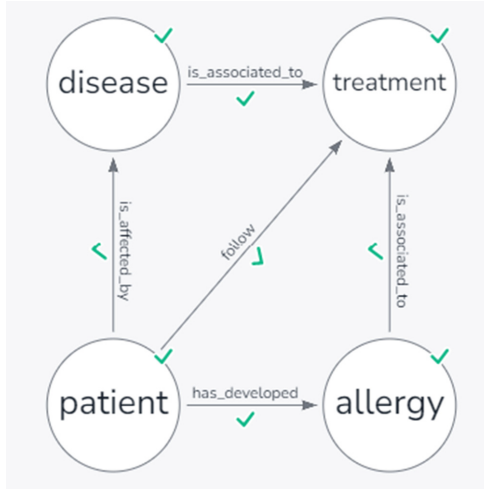 disease
is_associated_to
treatment
is_affected_by
follow
is_associated_to
patient
has_developed
allergy